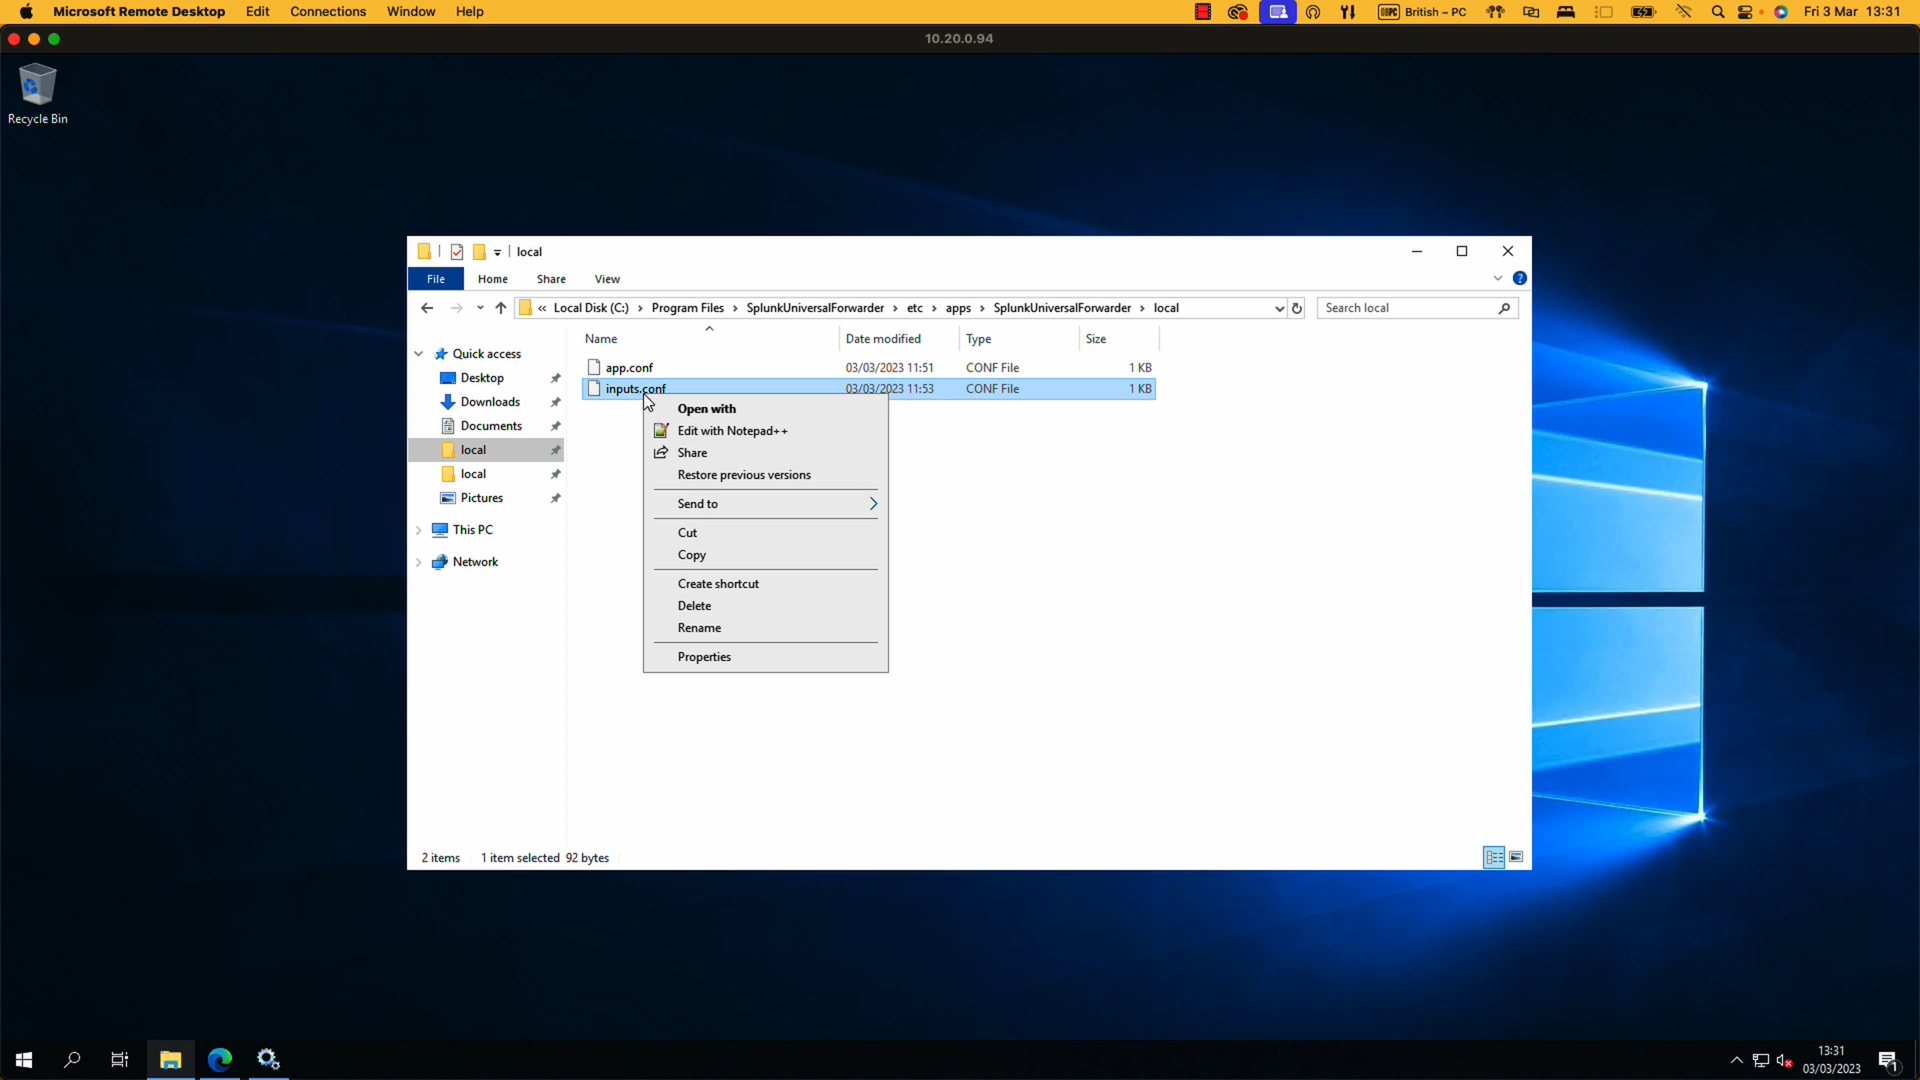 Microsoft Remote Desktop Edit Connections Window Help
British – PC
Fri 3 Mar 13:31
10.20.0.94
Recycle Bin
local
File Home Share View
« Local Disk (C:) › Program Files › SplunkUniversalForwarder › etc › apps › SplunkUniversalForwarder › local
Search local
Name Date modified Type Size
app.conf 03/03/2023 11:51 CONF File 1 KB
inputs.conf 03/03/2023 11:53 CONF File 1 KB
Quick access
Desktop
Downloads
Documents
local
local
Pictures
This PC
Network
Open with
Edit with Notepad++
Share
Restore previous versions
Send to
Cut
Copy
Create shortcut
Delete
Rename
Properties
2 items 1 item selected 92 bytes
13:31
03/03/2023
1